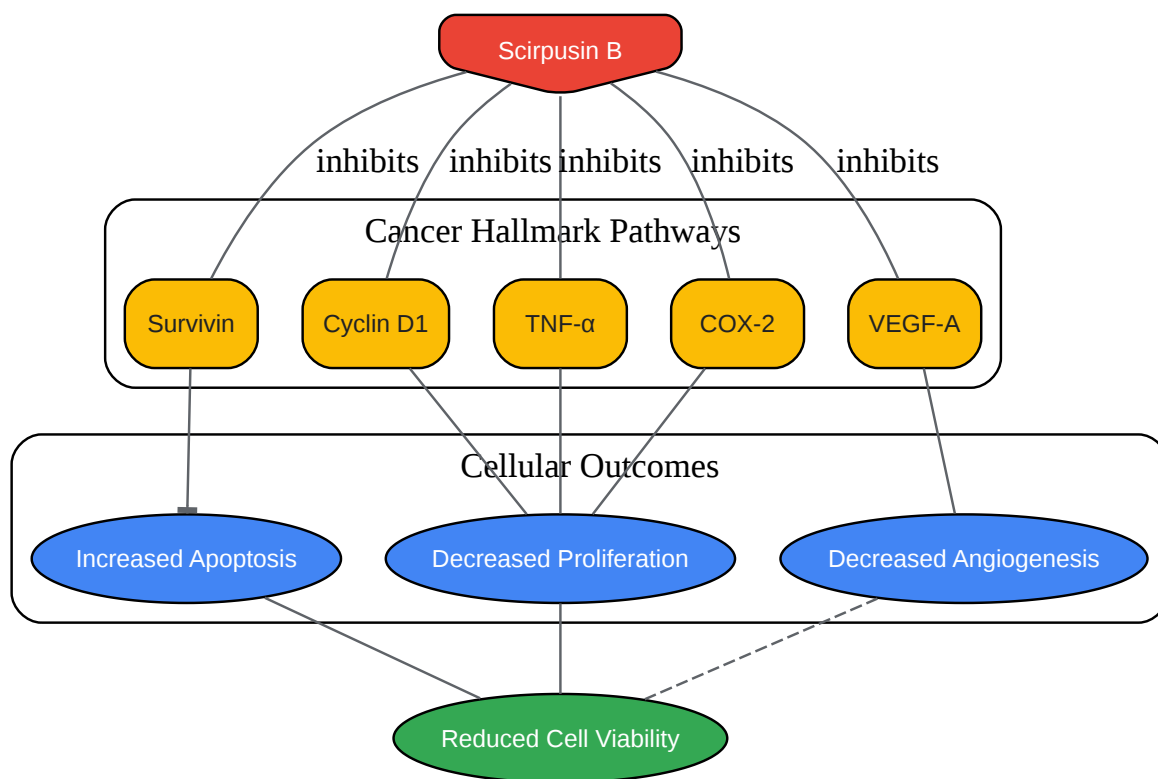 Scirpusin B
inhibits inhibits inhibits inhibits inhibits
Cancer Hallmark Pathways
Survivin Cyclin D1 TNF-α COX-2 VEGF-A
Cellular Outcomes
Increased Apoptosis Decreased Proliferation Decreased Angiogenesis
Reduced Cell Viability